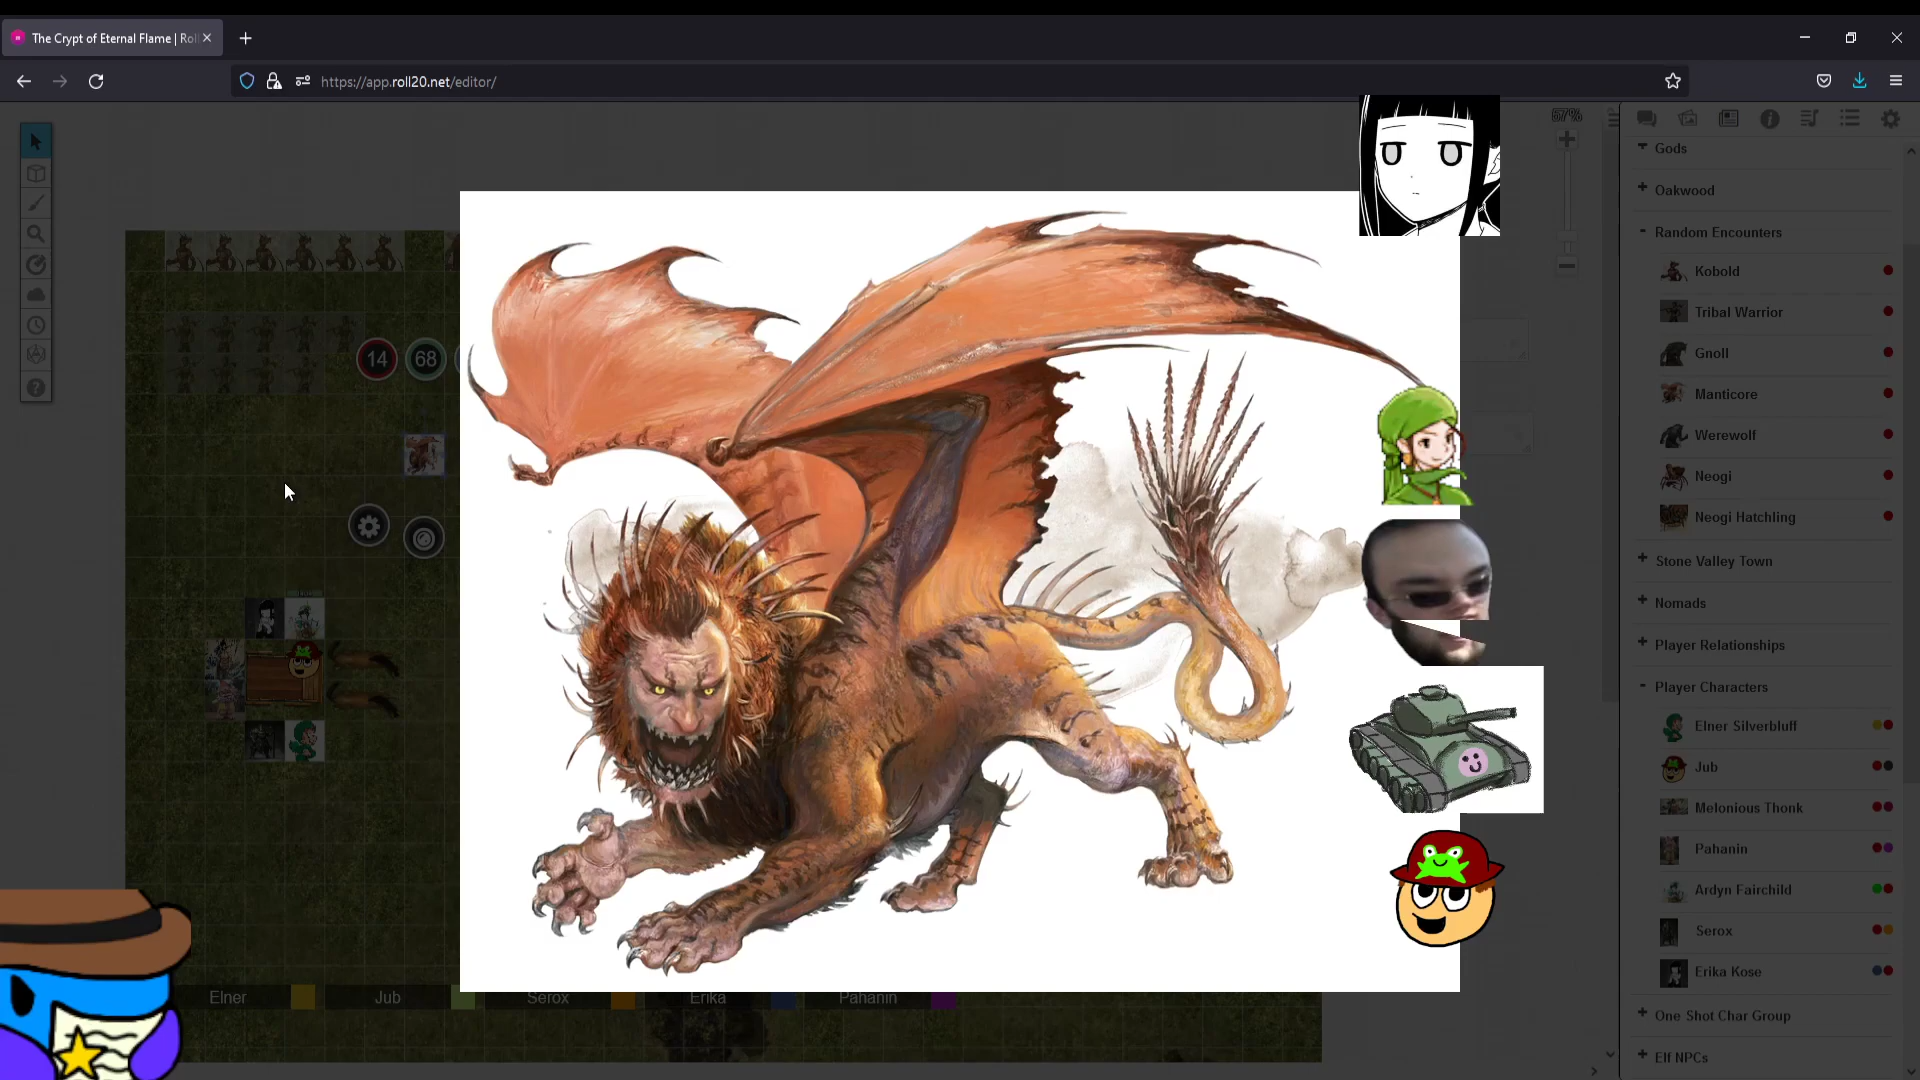 The Crypt of Eternal Flame | Rol
https://app.roll20.net/editor/
57%
Gods
Oakwood
Random Encounters
Kobold
Tribal Warrior
Gnoll
Manticore
Werewolf
Neogi
Neogi Hatchling
Stone Valley Town
Nomads
Player Relationships
Player Characters
Elner Silverbluff
Jub
Melonious Thonk
Pahanin
Ardyn Fairchild
Serox
Erika Kose
One Shot Char Group
Elf NPCs
14 68
Elner Jub Serox Erika Pahanin